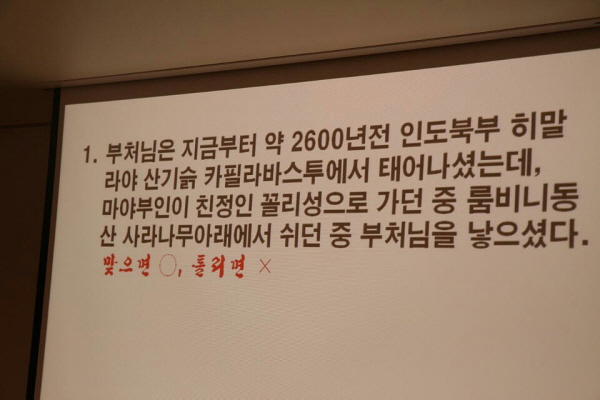 1. 부처님은 지금부터 약 2600년전 인도북부 히말
라야 산기슭 카필라바스투에서 태어나셨는데,
마야부인이 친정인 꼴리성으로 가던 중 룸비니동
산 사라나무아래에서 쉬던 중 부처님을 낳으셨다.
맞으면 ○, 틀리면 ×